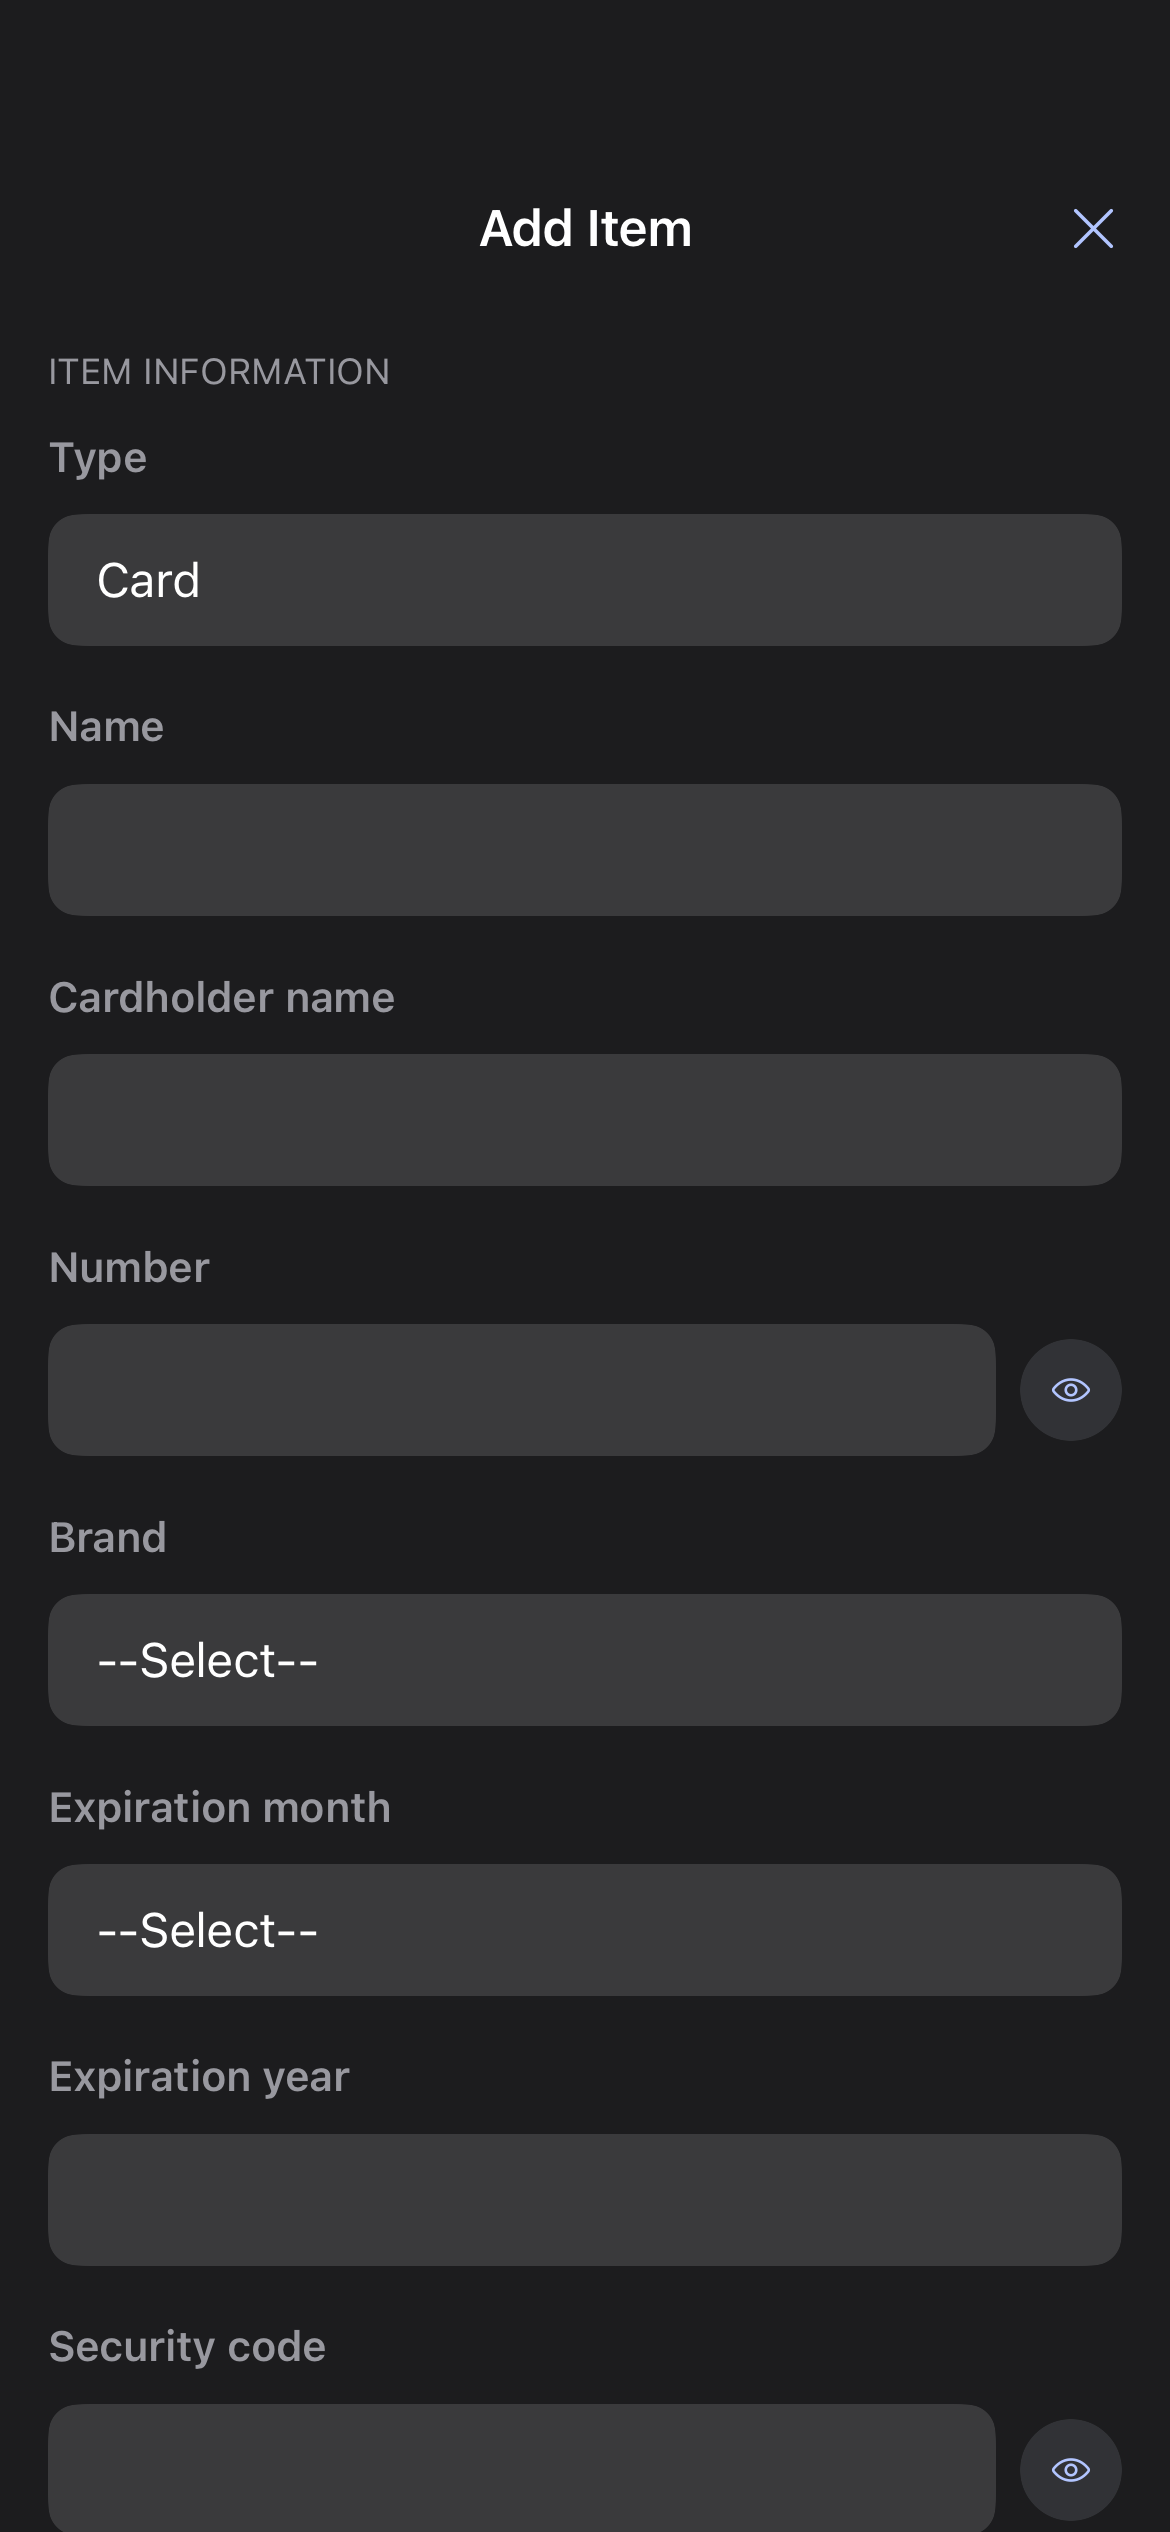 Add Item
ITEM INFORMATION
Type
Card
Name
Cardholder name
Number
Brand
--Select--
Expiration month
--Select--
Expiration year
Security code